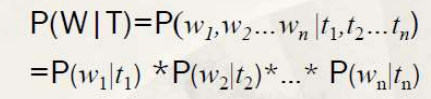 P(W | T)=P(w1,w2...wn |t1,t2...tn)
=P(w1|t1) *P(w2|t2)*...* P(wn|tn)